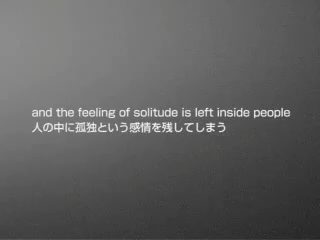 and the feeling of solitude is left inside people
人の中に孤独という感情を残してしまう